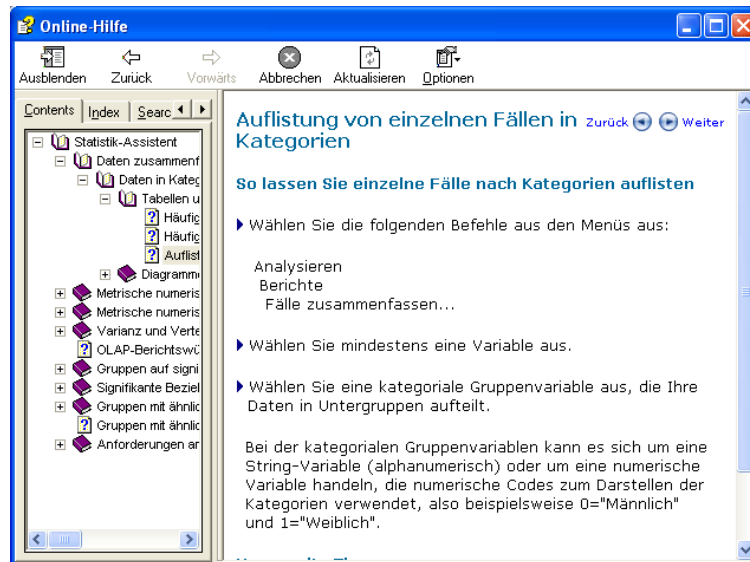 Online-Hilfe
Ausblenden Zurück Vorwärts Abbrechen Aktualisieren Optionen
Contents Index Searc
Statistik-Assistent
Daten zusammenf
Daten in Kateg
Tabellen u
Häufig
Häufig
Auflist
Diagramm
Metrische numeris
Metrische numeris
Varianz und Verte
OLAP-Berichtswü
Gruppen auf signi
Signifikante Beziel
Gruppen mit ähnlic
Gruppen mit ähnlic
Anforderungen an
Auflistung von einzelnen Fällen in Zurück Weiter
Kategorien
So lassen Sie einzelne Fälle nach Kategorien auflisten
Wählen Sie die folgenden Befehle aus den Menüs aus:
Analysieren
Berichte
Fälle zusammenfassen...
Wählen Sie mindestens eine Variable aus.
Wählen Sie eine kategoriale Gruppenvariable aus, die Ihre
Daten in Untergruppen aufteilt.
Bei der kategorialen Gruppenvariablen kann es sich um eine
String-Variable (alphanumerisch) oder um eine numerische
Variable handeln, die numerische Codes zum Darstellen der
Kategorien verwendet, also beispielsweise 0="Männlich"
und 1="Weiblich".